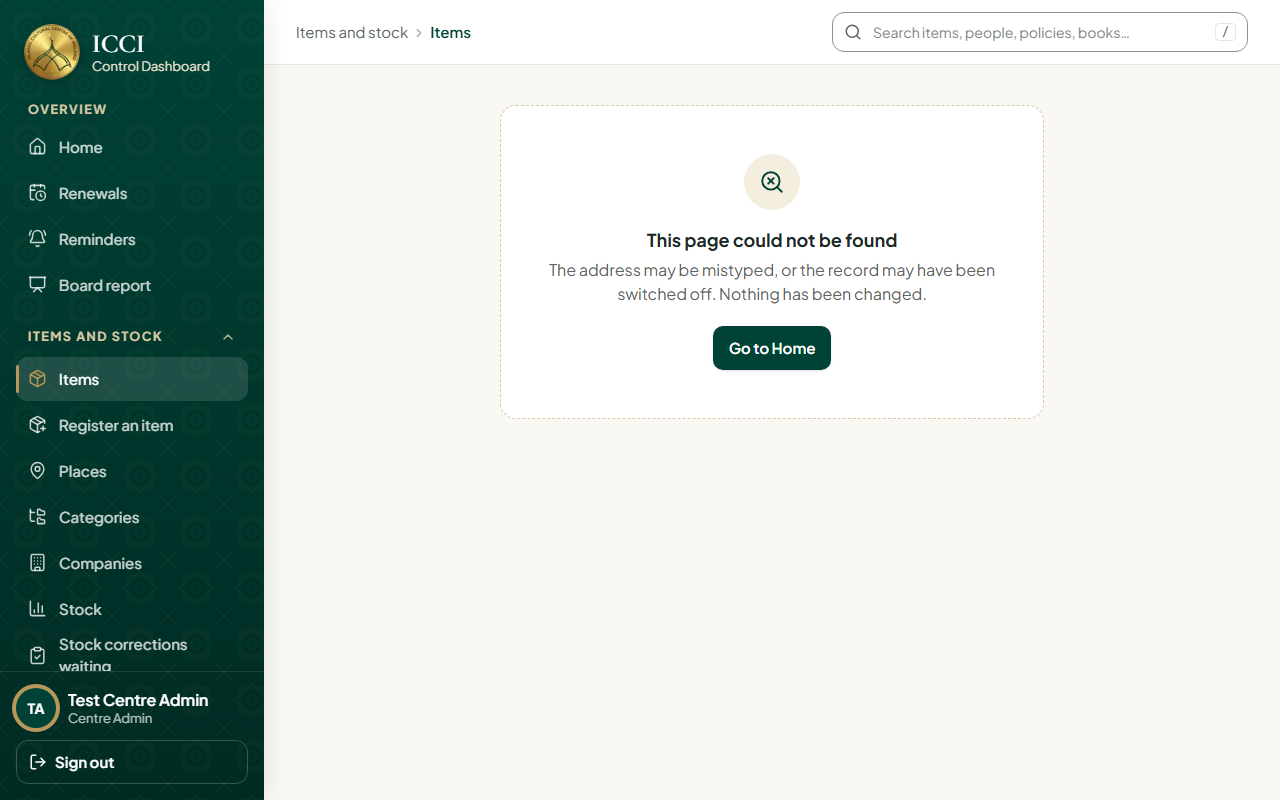 ICCI
Control Dashboard
OVERVIEW
Home
Renewals
Reminders
Board report
ITEMS AND STOCK
Items
Register an item
Places
Categories
Companies
Stock
Stock corrections
waiting
TA
Test Centre Admin
Centre Admin
Sign out
Items and stock > Items
Search items, people, policies, books…
/
This page could not be found
The address may be mistyped, or the record may have been
switched off. Nothing has been changed.
Go to Home